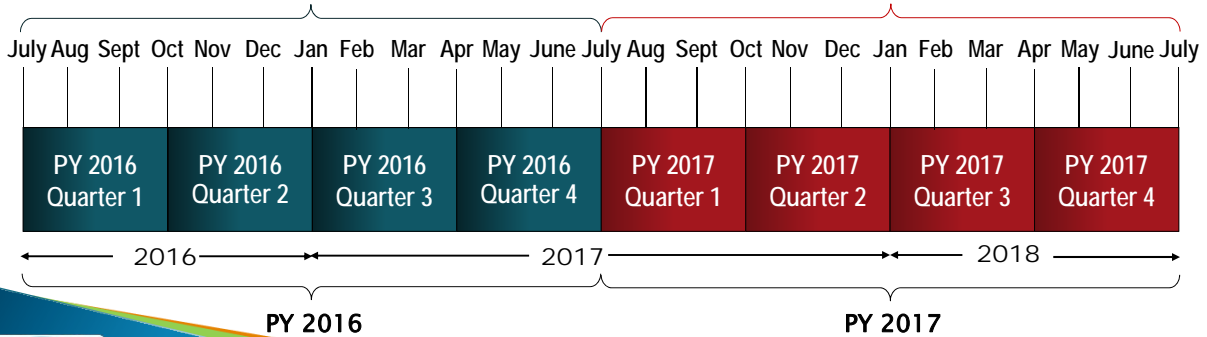 July Aug Sept Oct Nov Dec Jan Feb Mar Apr May June July Aug Sept Oct Nov Dec Jan Feb Mar Apr May June July
PY 2016 PY 2016 PY 2016 PY 2016 PY 2017 PY 2017 PY 2017 PY 2017
Quarter 1 Quarter 2 Quarter 3 Quarter 4 Quarter 1 Quarter 2 Quarter 3 Quarter 4
2016 2017 2018
PY 2016 PY 2017